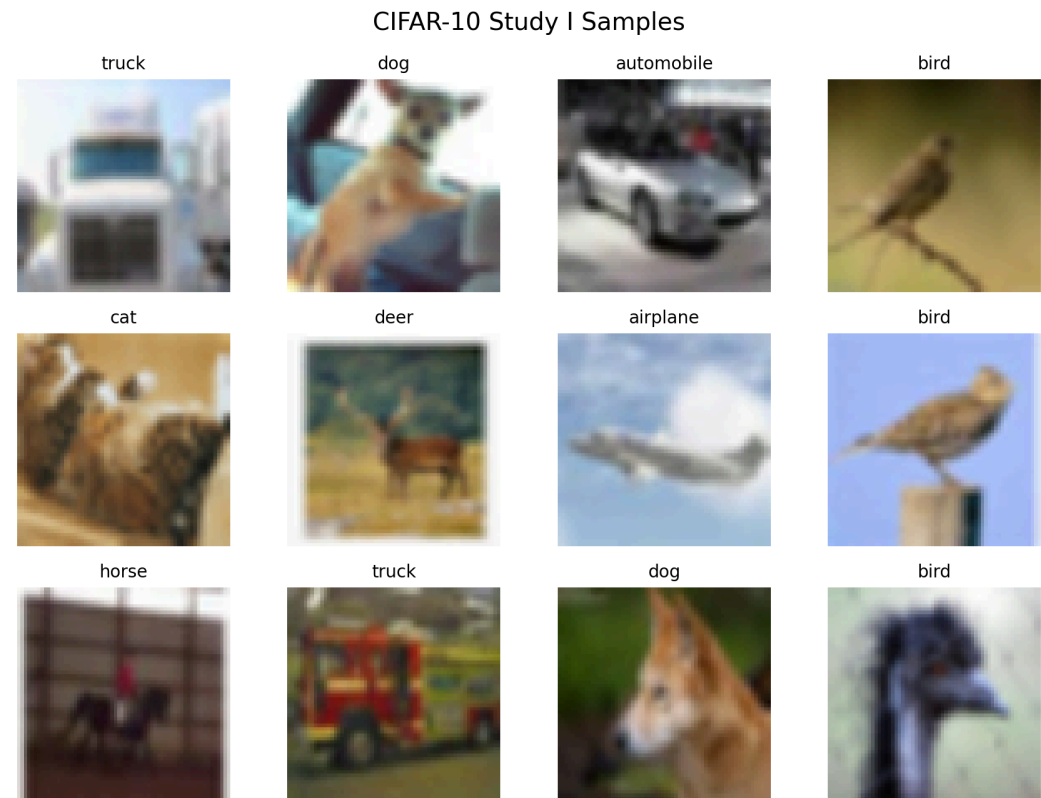 CIFAR-10 Study I Samples
truck dog automobile bird
cat deer airplane bird
horse truck dog bird